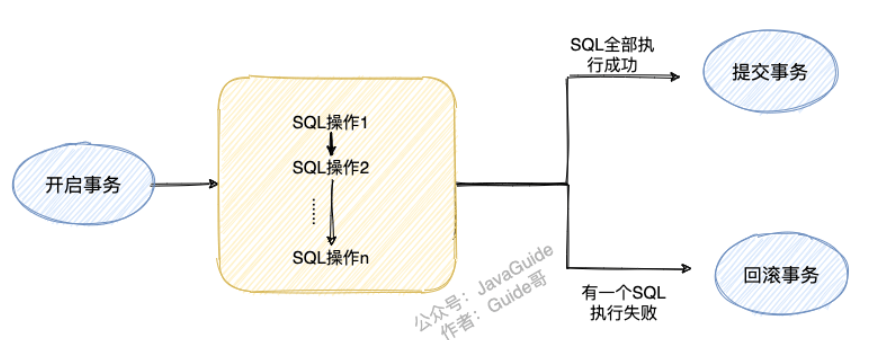 开启事务
SQL操作1
SQL操作2
......
SQL操作n
SQL全部执
行成功
提交事务
有一个SQL
执行失败
回滚事务
公众号：JavaGuide
作者：Guide哥